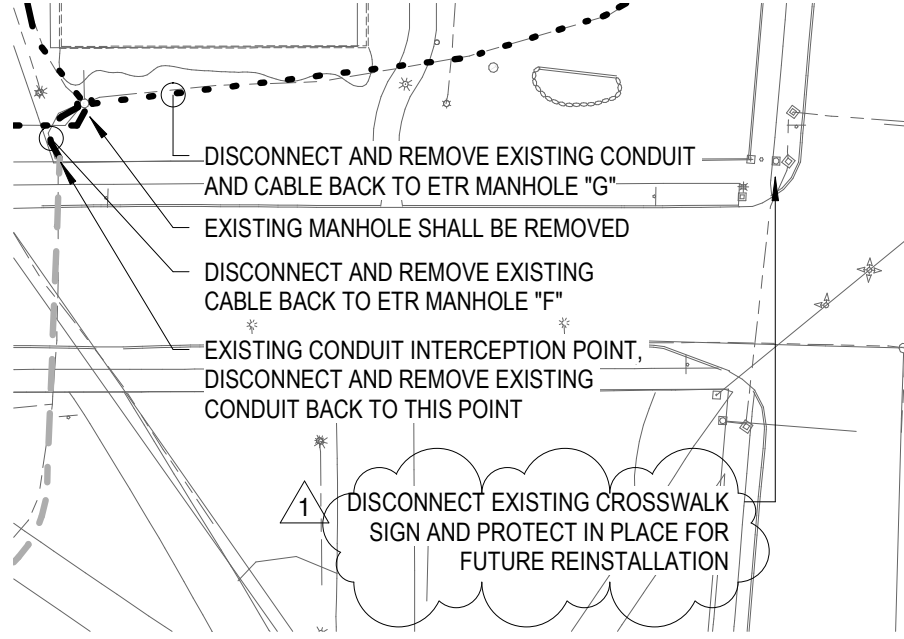 DISCONNECT AND REMOVE EXISTING CONDUIT
AND CABLE BACK TO ETR MANHOLE "G"
EXISTING MANHOLE SHALL BE REMOVED
DISCONNECT AND REMOVE EXISTING
CABLE BACK TO ETR MANHOLE "F"
EXISTING CONDUIT INTERCEPTION POINT,
DISCONNECT AND REMOVE EXISTING
CONDUIT BACK TO THIS POINT
1
DISCONNECT EXISTING CROSSWALK
SIGN AND PROTECT IN PLACE FOR
FUTURE REINSTALLATION